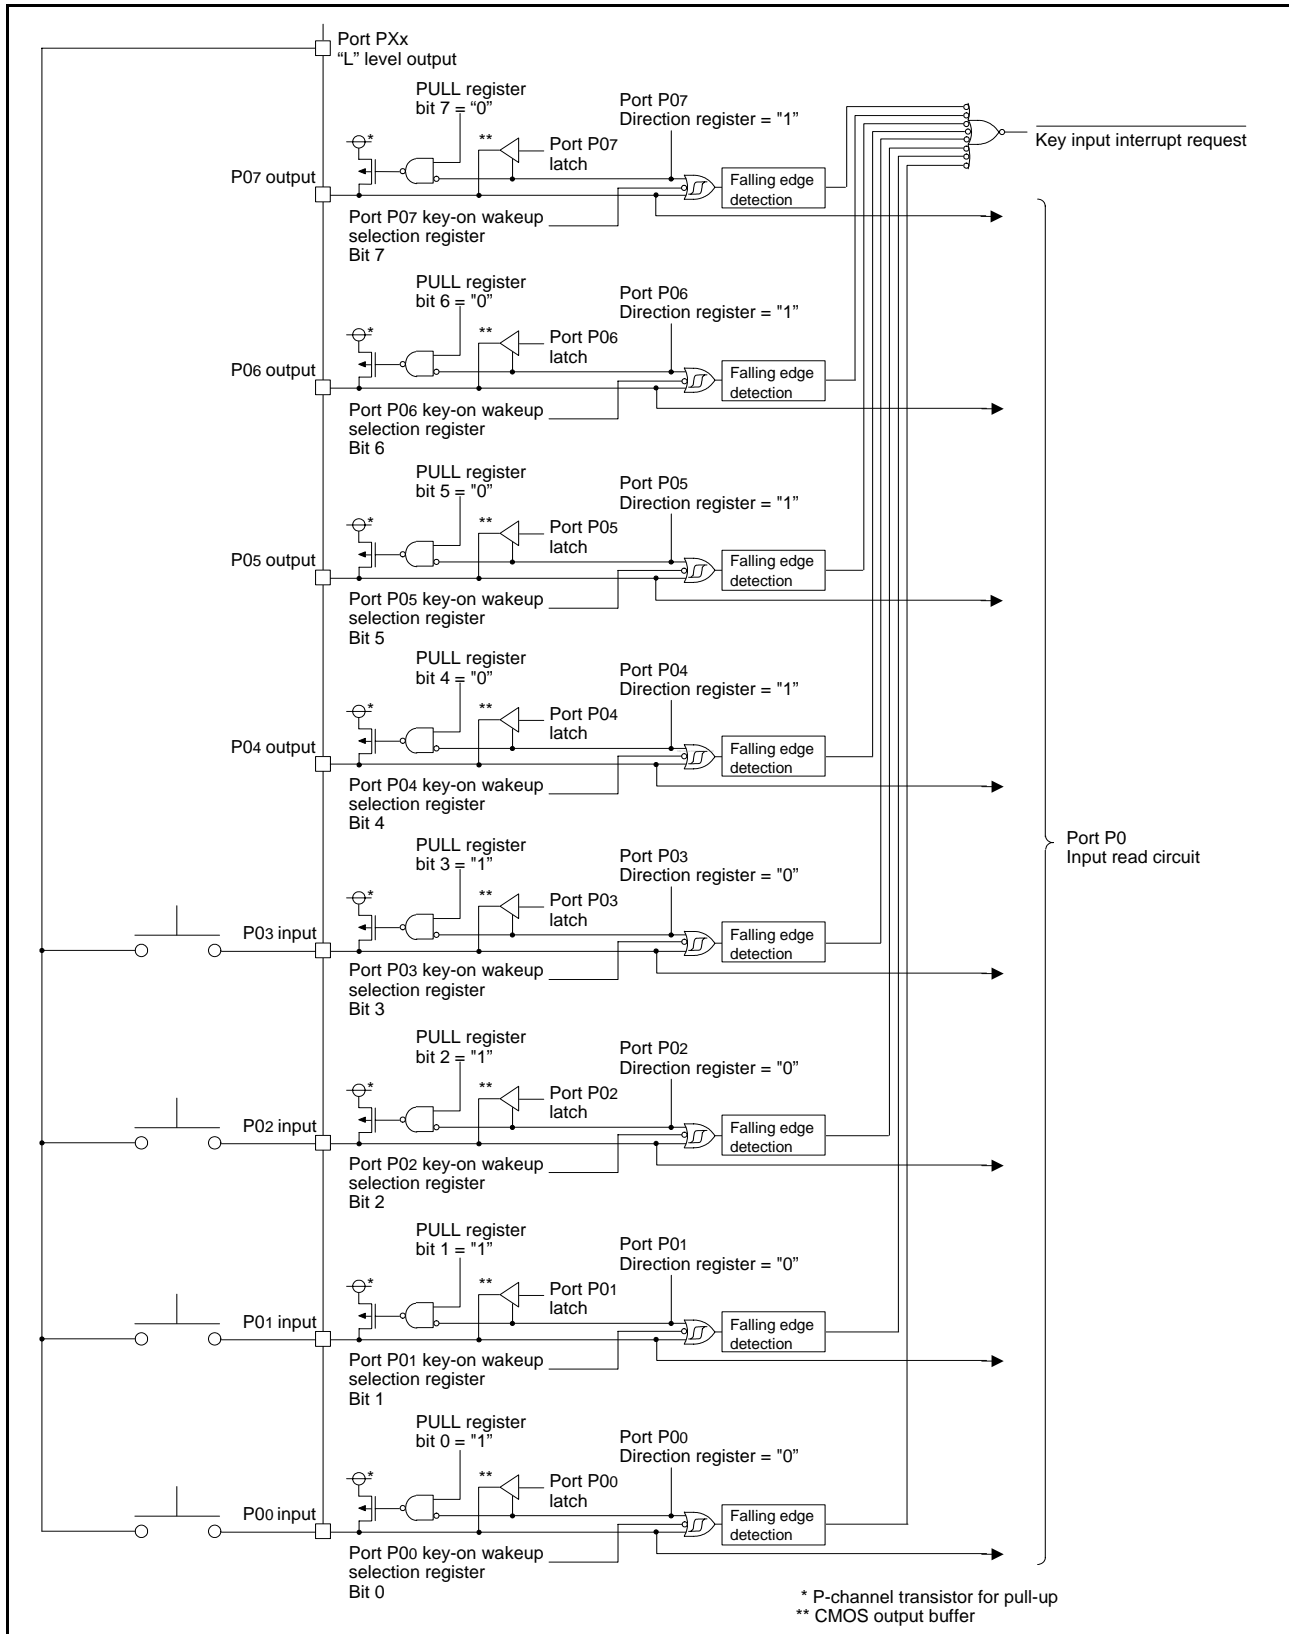 Port PXx
“L” level output
PULL register
bit 7 = “0”
Port P07
Direction register = "1”
*
**
Port P07
latch
Key input interrupt request
P07 output
Falling edge
detection
Port P07 key-on wakeup
selection register
Bit 7
PULL register
bit 6 = "0”
Port P06
Direction register = "1”
*
**
Port P06
latch
P06 output
Falling edge
detection
Port P06 key-on wakeup
selection register
Bit 6
PULL register
bit 5 = "0”
Port P05
Direction register = "1”
*
**
Port P05
latch
P05 output
Falling edge
detection
Port P05 key-on wakeup
selection register
Bit 5
PULL register
bit 4 = "0”
Port P04
Direction register = "1”
*
**
Port P04
latch
P04 output
Falling edge
detection
Port P04 key-on wakeup
selection register
Bit 4
Port P0
Input read circuit
PULL register
bit 3 = "1”
Port P03
Direction register = "0”
*
**
Port P03
latch
P03 input
Falling edge
detection
Port P03 key-on wakeup
selection register
Bit 3
PULL register
bit 2 = "1”
Port P02
Direction register = "0”
*
**
Port P02
latch
P02 input
Falling edge
detection
Port P02 key-on wakeup
selection register
Bit 2
PULL register
bit 1 = "1”
Port P01
Direction register = "0”
*
**
Port P01
latch
P01 input
Falling edge
detection
Port P01 key-on wakeup
selection register
Bit 1
PULL register
bit 0 = "1”
Port P00
Direction register = "0”
*
**
Port P00
latch
P00 input
Falling edge
detection
Port P00 key-on wakeup
selection register
Bit 0
* P-channel transistor for pull-up
** CMOS output buffer